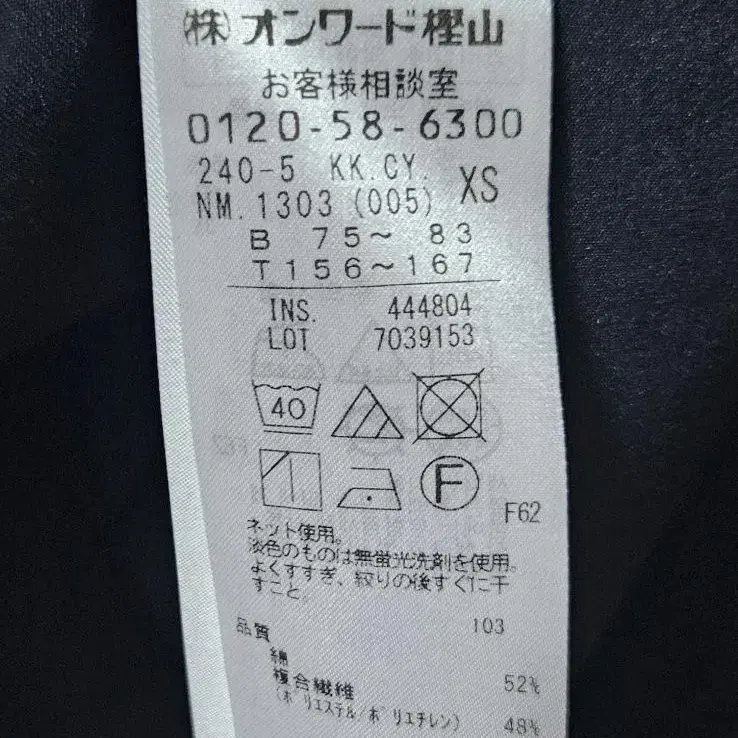 (株)オンワード樫山
お客様相談室
0120-58-6300
240-5 KK.CY. XS
NM.1303 (005)
B 75~ 83
T156~167
INS. 444804
LOT 7039153
40
F
F62
ネット使用。
淡色のものは無蛍光洗剤を使用。
よくすすぎ、絞りの後すぐに干
すこと。
品質 103
綿 52%
複合繊維
(ポリエステル/ポリエチレン) 48%